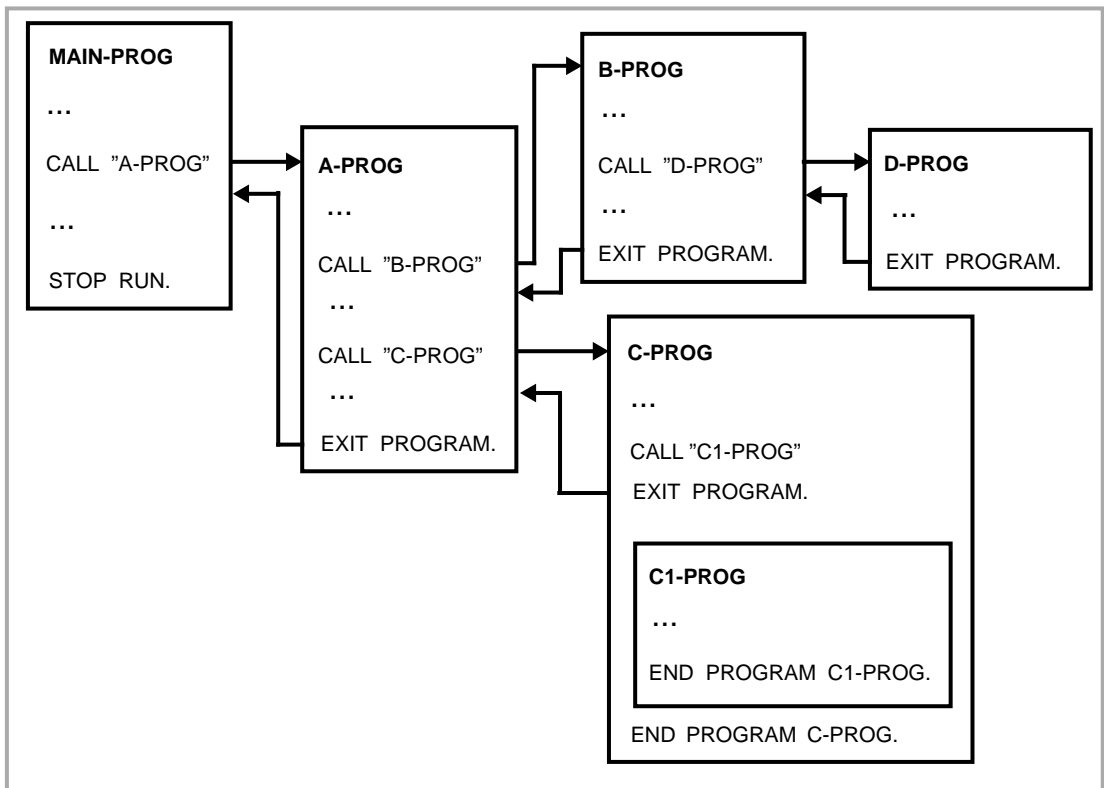 MAIN-PROG
...
CALL ”A-PROG”
...
STOP RUN.
A-PROG
...
CALL ”B-PROG”
...
CALL ”C-PROG”
...
EXIT PROGRAM.
B-PROG
...
CALL ”D-PROG”
...
EXIT PROGRAM.
D-PROG
...
EXIT PROGRAM.
C-PROG
...
CALL ”C1-PROG”
EXIT PROGRAM.
C1-PROG
...
END PROGRAM C1-PROG.
END PROGRAM C-PROG.